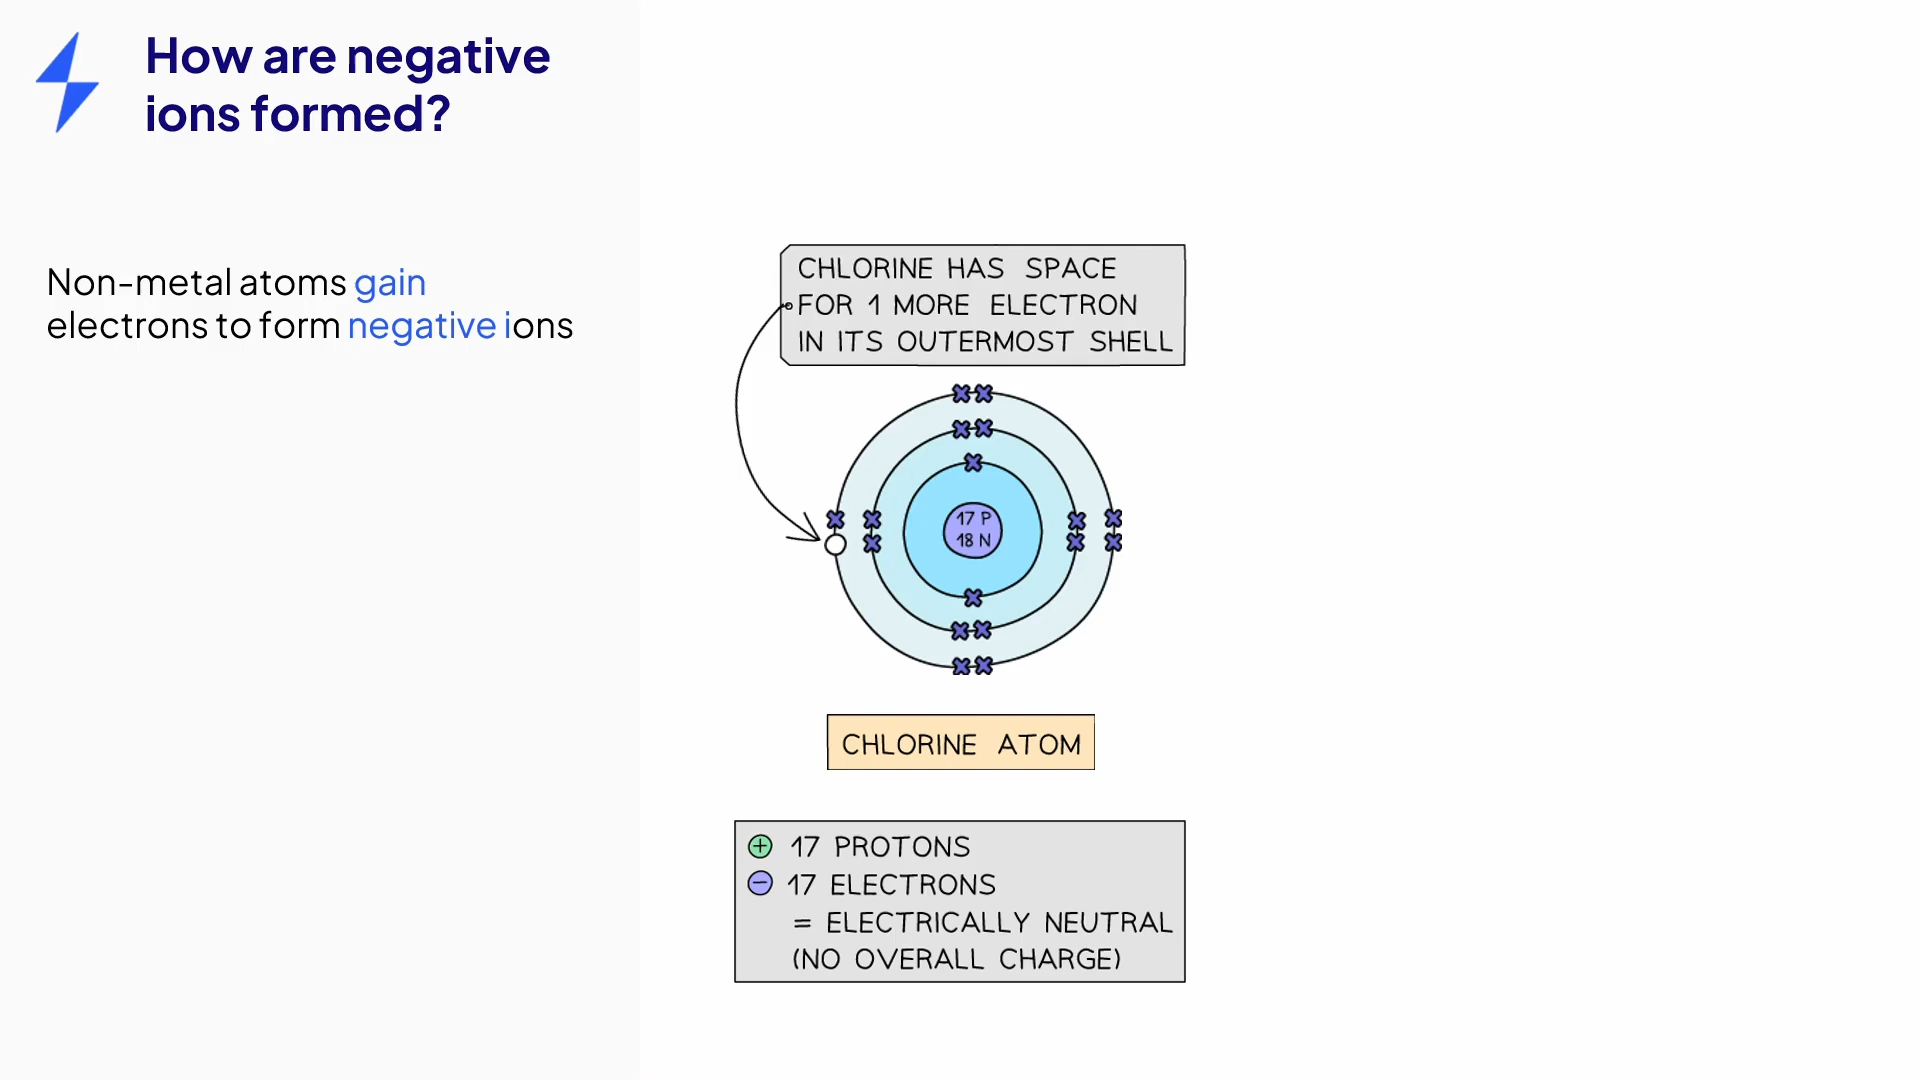 How are negative
ions formed?
Non-metal atoms gain
electrons to form negative ions
CHLORINE HAS SPACE
FOR 1 MORE ELECTRON
IN ITS OUTERMOST SHELL
17 P
18 N
CHLORINE ATOM
+ 17 PROTONS
− 17 ELECTRONS
= ELECTRICALLY NEUTRAL
(NO OVERALL CHARGE)